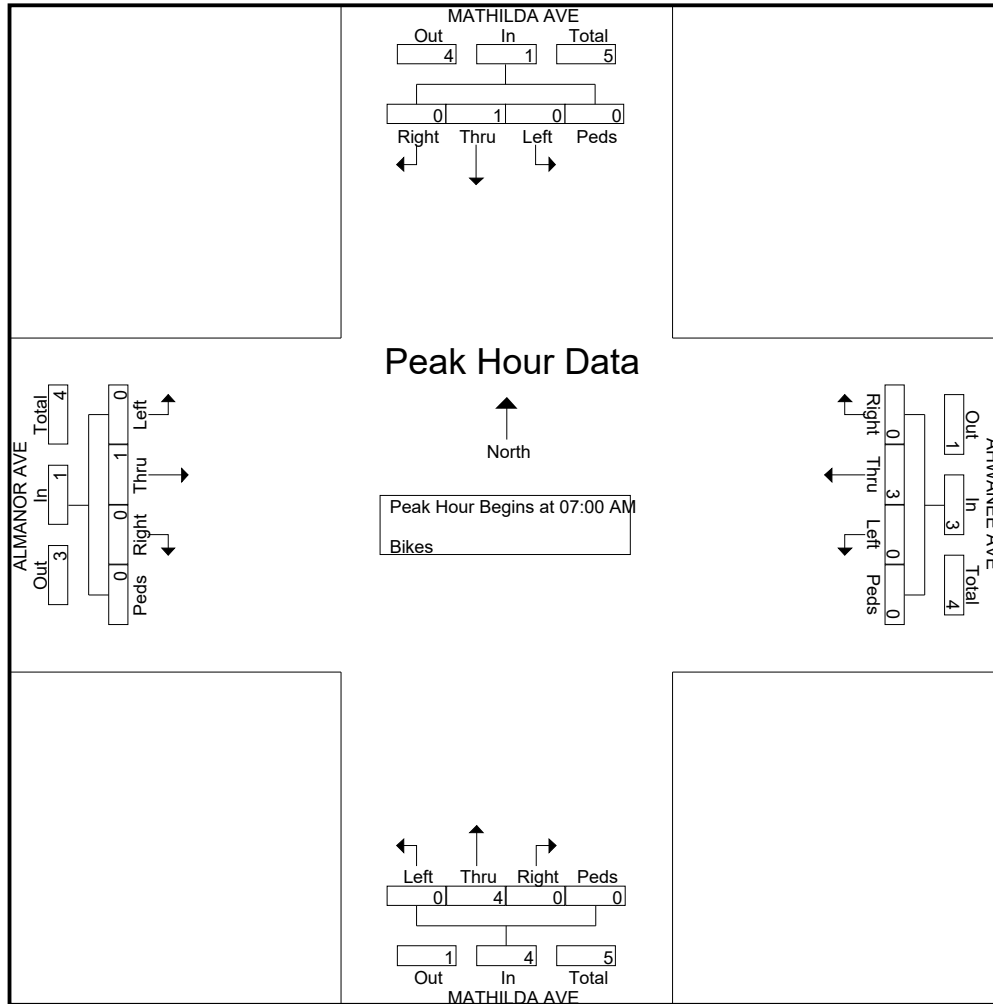 MATHILDA AVE
Out In Total
4 1 5
0 1 0 0
Right Thru Left Peds
Peak Hour Data
North
Peak Hour Begins at 07:00 AM
Bikes
ALMANOR AVE
Out In Total
3 1 4
0 0 1 0
Peds Right Thru Left
AHWANEE AVE
Out In Total
1 3 4
0 3 0 0
Right Thru Left Peds
Left Thru Right Peds
0 4 0 0
1 4 5
Out In Total
MATHILDA AVE